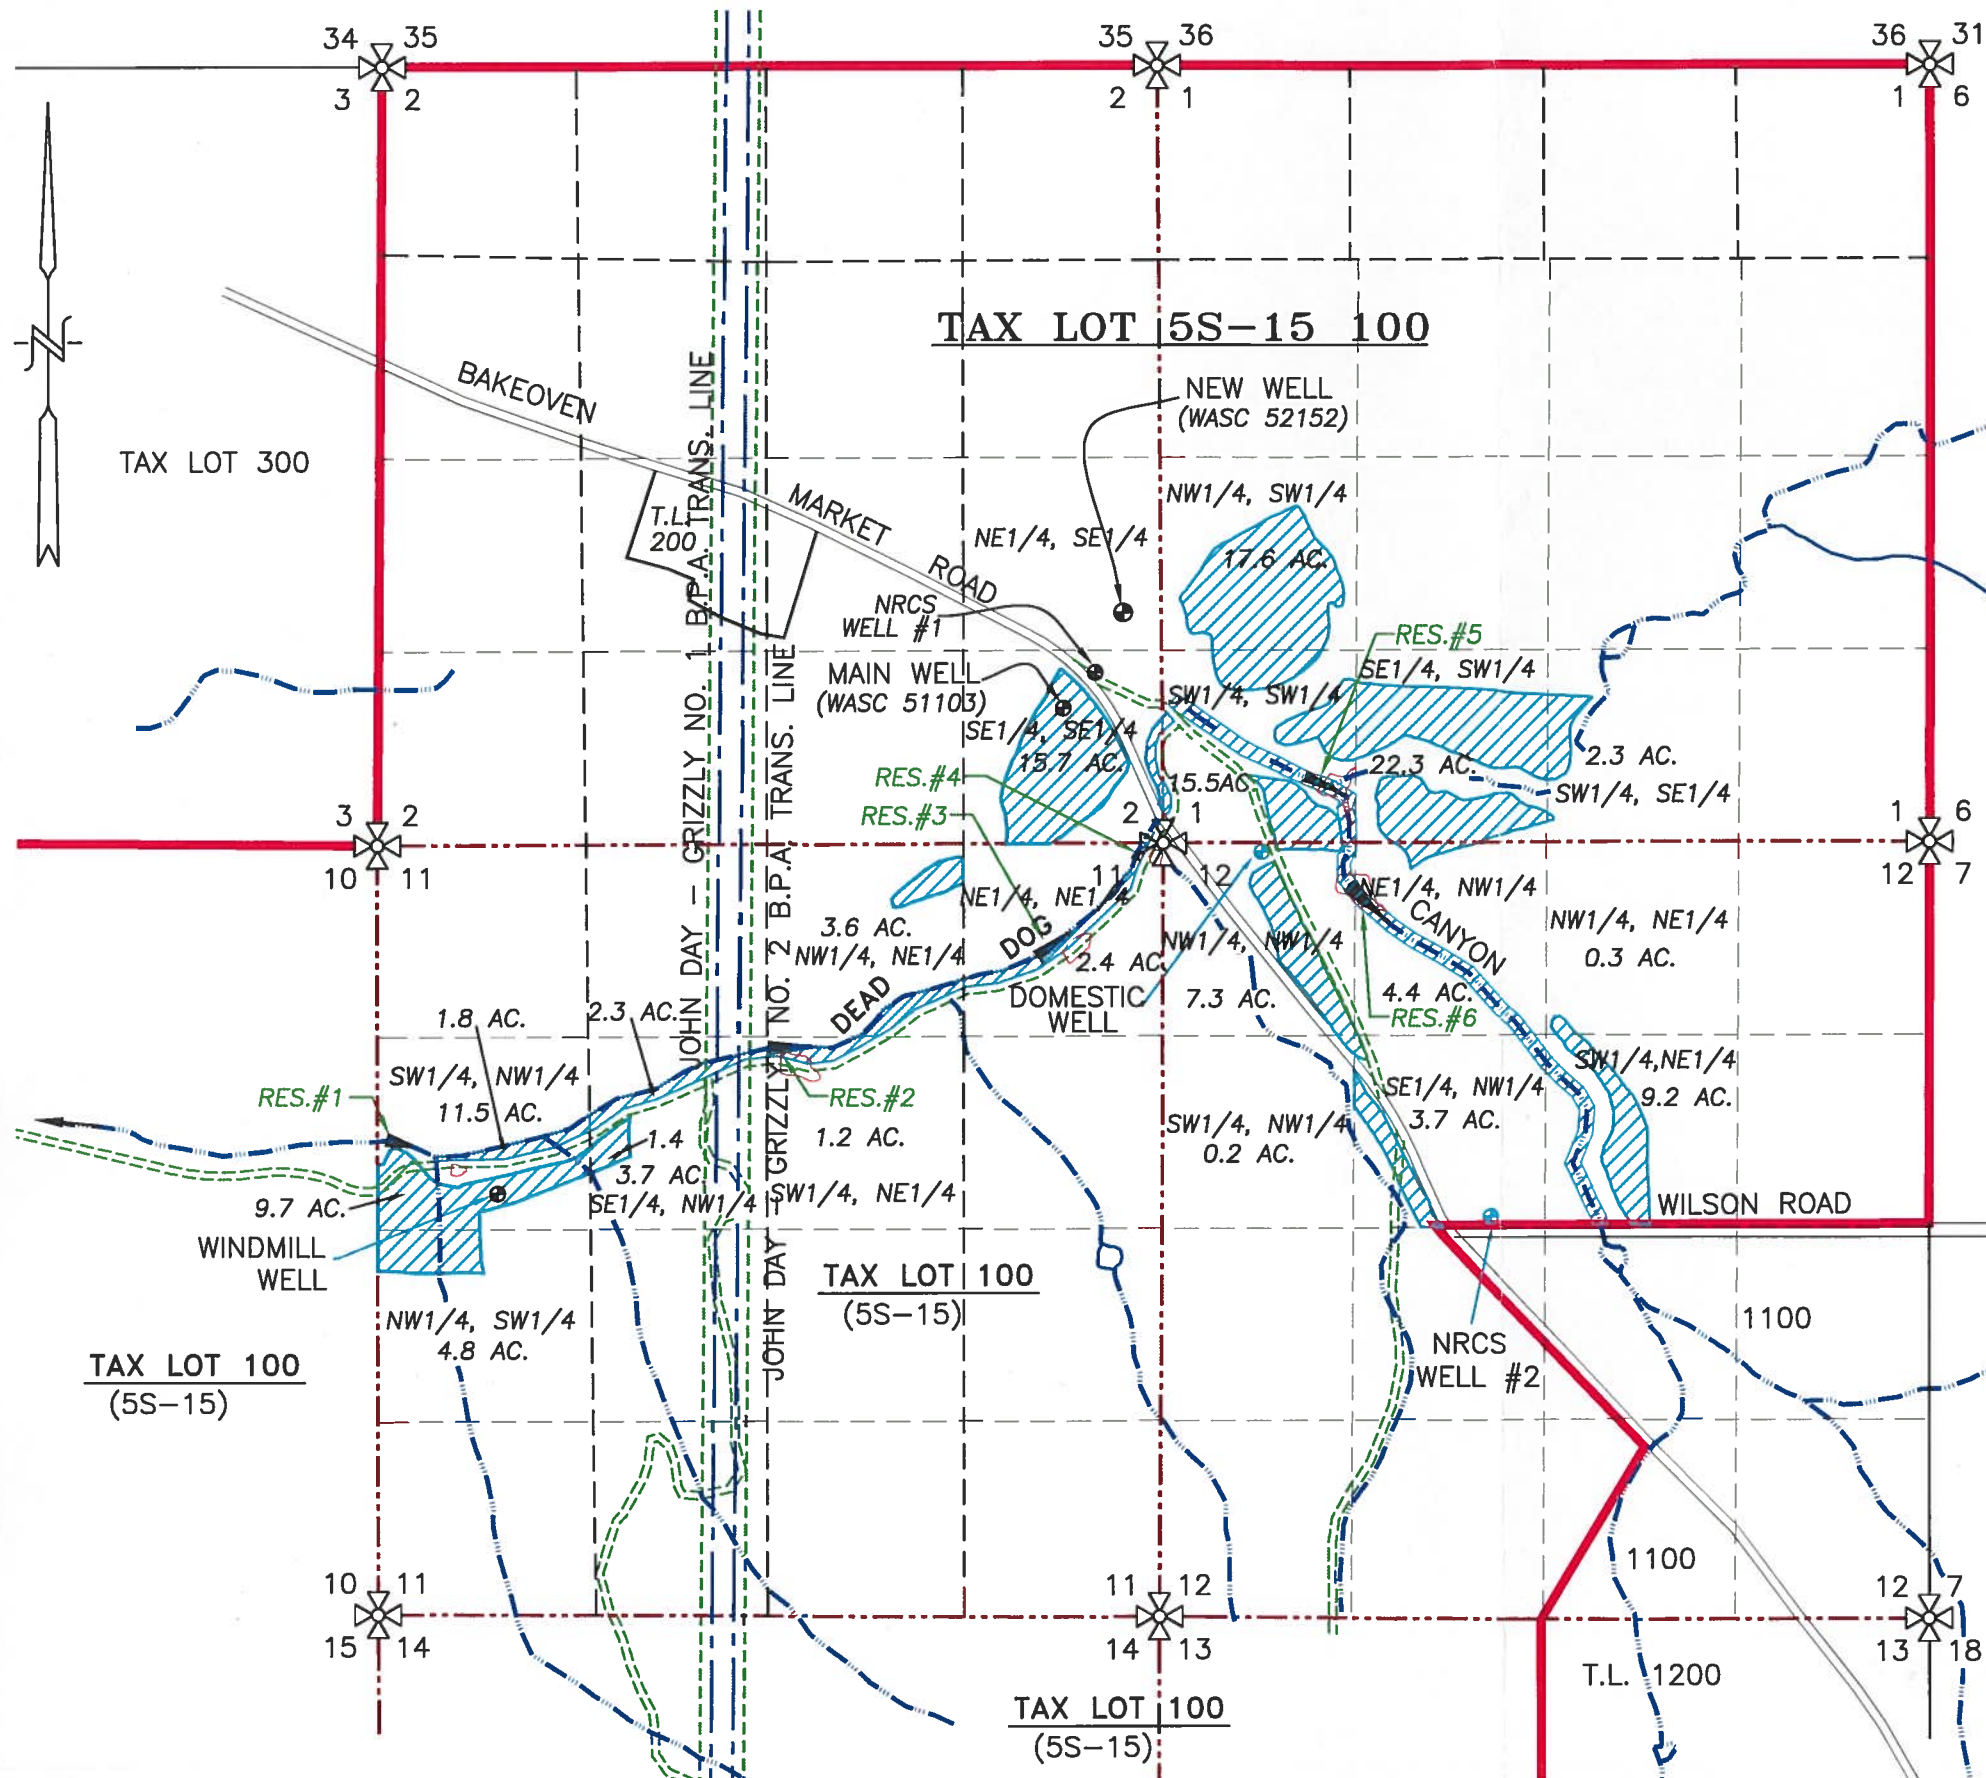 34 35
35 36
36 31
3 2
2 1
1 6
TAX LOT 5S-15 100
NEW WELL
(WASC 52152)
BAKEOVEN
MARKET
ROAD
TAX LOT 300
T.L.
200
JOHN DAY - GRIZZLY NO. 1 B.P.A. TRANS. LINE
JOHN DAY - GRIZZLY NO. 2 B.P.A. TRANS. LINE
NW1/4, SW1/4
17.6 AC.
NE1/4, SE1/4
NRCS
WELL #1
MAIN WELL
(WASC 51103)
RES.#5
SE1/4, SW1/4
SW1/4, SW1/4
SE1/4, SE1/4
15.7 AC.
15.5AC
22.3 AC.
2.3 AC.
SW1/4, SE1/4
RES.#4
RES.#3
3 2
2 1
1 6
10 11
11 12
12 7
NE1/4, NE1/4
NE1/4, NW1/4
CANYON
NW1/4, NE1/4
0.3 AC.
3.6 AC.
NW1/4, NE1/4
DEAD
DOG
2.4 AC.
NW1/4, NW1/4
7.3 AC.
DOMESTIC
WELL
4.4 AC.
RES.#6
1.8 AC.
2.3 AC.
SW1/4, NW1/4
11.5 AC.
RES.#1
RES.#2
1.2 AC.
SW1/4, NE1/4
1.4
3.7 AC.
SE1/4, NW1/4
SW1/4, NW1/4
0.2 AC.
SE1/4, NW1/4
3.7 AC.
SW1/4,NE1/4
9.2 AC.
9.7 AC.
WINDMILL
WELL
WILSON ROAD
TAX LOT 100
(5S-15)
NW1/4, SW1/4
4.8 AC.
TAX LOT 100
(5S-15)
NRCS
WELL #2
1100
1100
10 11
11 12
12 7
15 14
14 13
13 18
T.L. 1200
TAX LOT 100
(5S-15)